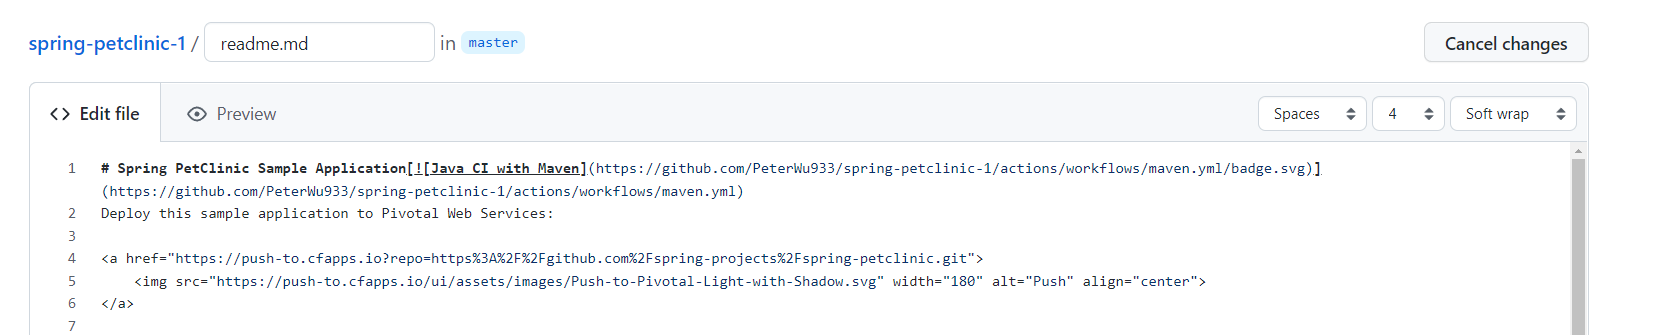 spring-petclinic-1 / readme.md in master Cancel changes
<> Edit file Preview Spaces 4 Soft wrap
1 # Spring PetClinic Sample Application[![Java CI with Maven](https://github.com/PeterWu933/spring-petclinic-1/actions/workflows/maven.yml/badge.svg)]
(https://github.com/PeterWu933/spring-petclinic-1/actions/workflows/maven.yml)
2 Deploy this sample application to Pivotal Web Services:
3
4 <a href="https://push-to.cfapps.io?repo=https%3A%2F%2Fgithub.com%2Fspring-projects%2Fspring-petclinic.git">
5 <img src="https://push-to.cfapps.io/ui/assets/images/Push-to-Pivotal-Light-with-Shadow.svg" width="180" alt="Push" align="center">
6 </a>
7